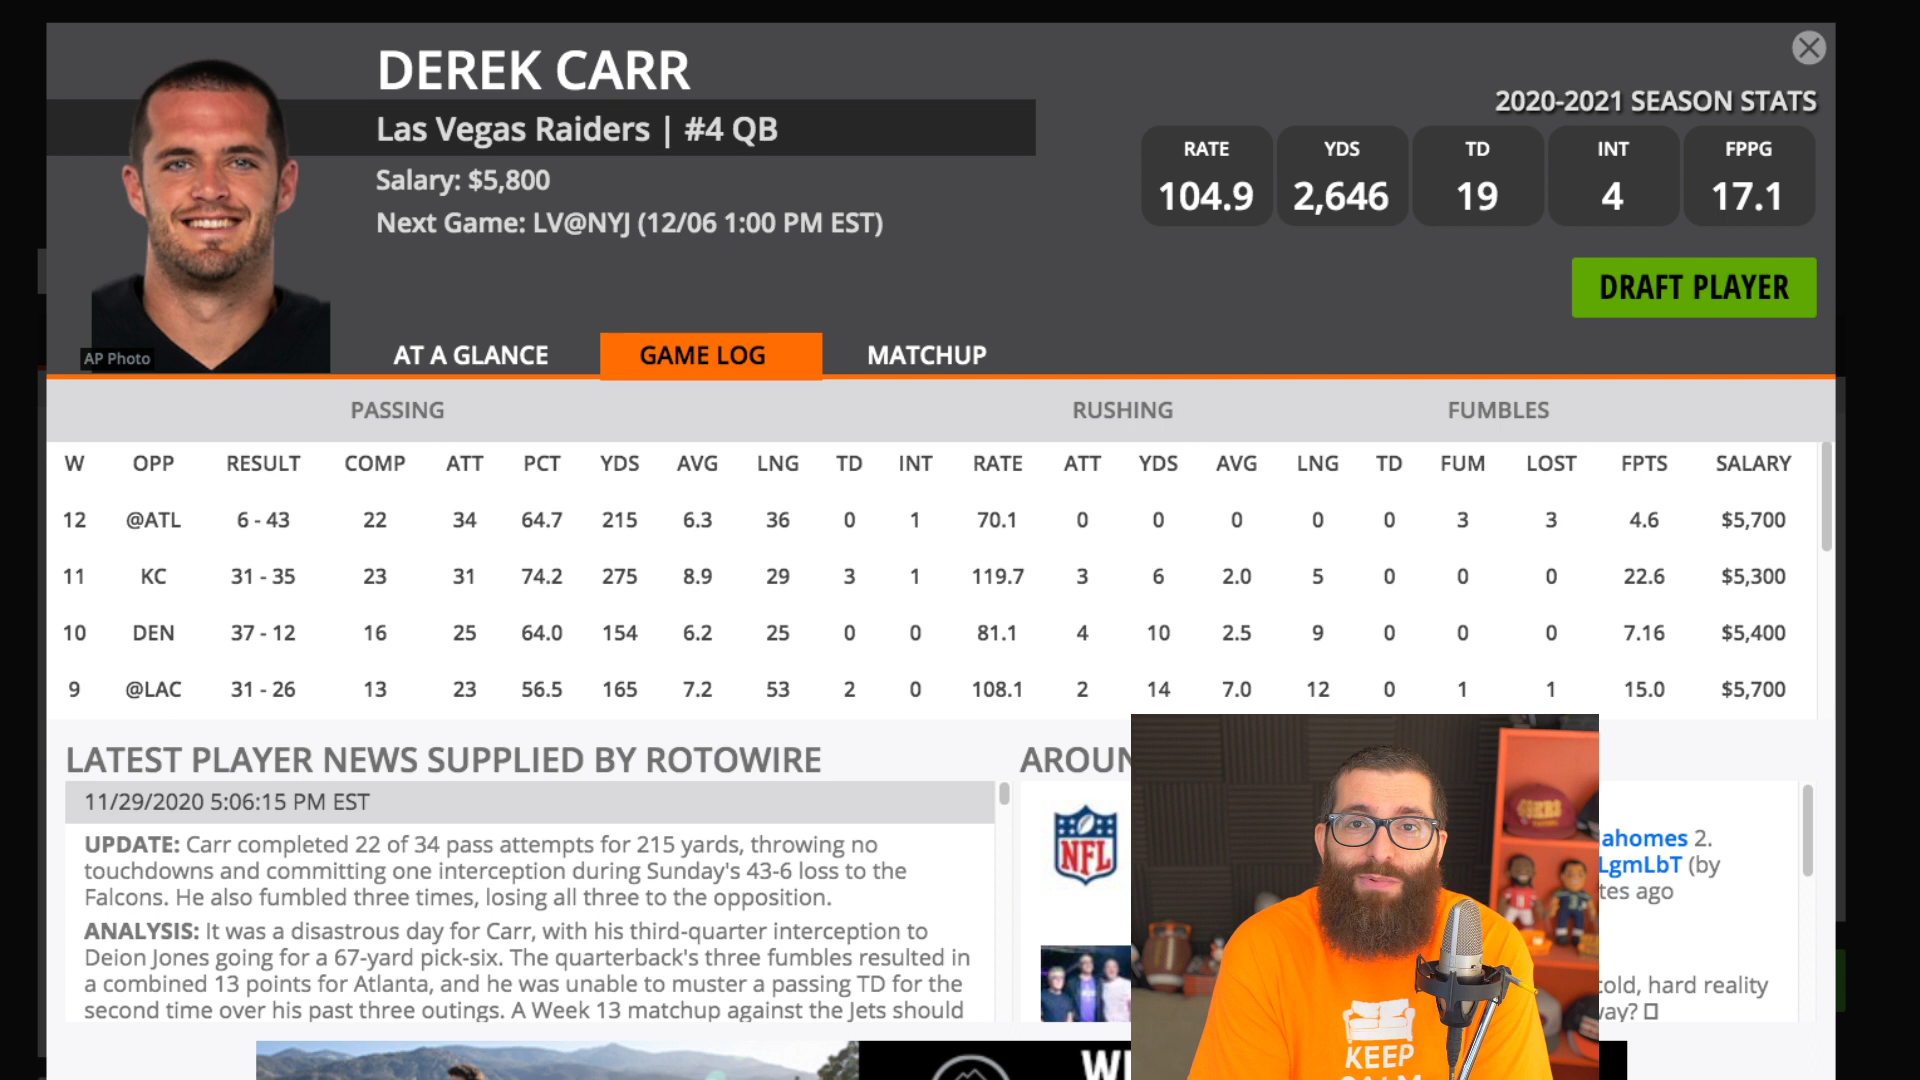 DEREK CARR
Las Vegas Raiders | #4 QB
Salary: $5,800
Next Game: LV@NYJ (12/06 1:00 PM EST)
2020-2021 SEASON STATS
RATE YDS TD INT FPPG
104.9 2,646 19 4 17.1
DRAFT PLAYER
AP Photo
AT A GLANCE GAME LOG MATCHUP
PASSING RUSHING FUMBLES
W OPP RESULT COMP ATT PCT YDS AVG LNG TD INT RATE ATT YDS AVG LNG TD FUM LOST FPTS SALARY
12 @ATL 6 - 43 22 34 64.7 215 6.3 36 0 1 70.1 0 0 0 0 0 3 3 4.6 $5,700
11 KC 31 - 35 23 31 74.2 275 8.9 29 3 1 119.7 3 6 2.0 5 0 0 0 22.6 $5,300
10 DEN 37 - 12 16 25 64.0 154 6.2 25 0 0 81.1 4 10 2.5 9 0 0 0 7.16 $5,400
9 @LAC 31 - 26 13 23 56.5 165 7.2 53 2 0 108.1 2 14 7.0 12 0 1 1 15.0 $5,700
LATEST PLAYER NEWS SUPPLIED BY ROTOWIRE
11/29/2020 5:06:15 PM EST
UPDATE: Carr completed 22 of 34 pass attempts for 215 yards, throwing no
touchdowns and committing one interception during Sunday's 43-6 loss to the
Falcons. He also fumbled three times, losing all three to the opposition.
ANALYSIS: It was a disastrous day for Carr, with his third-quarter interception to
Deion Jones going for a 67-yard pick-six. The quarterback's three fumbles resulted in
a combined 13 points for Atlanta, and he was unable to muster a passing TD for the
second time over his past three outings. A Week 13 matchup against the Jets should
AROUN
NFL
ahomes 2.
LgmLbT (by
tes ago
cold, hard reality
way?
49ERS
KEEP
CALM